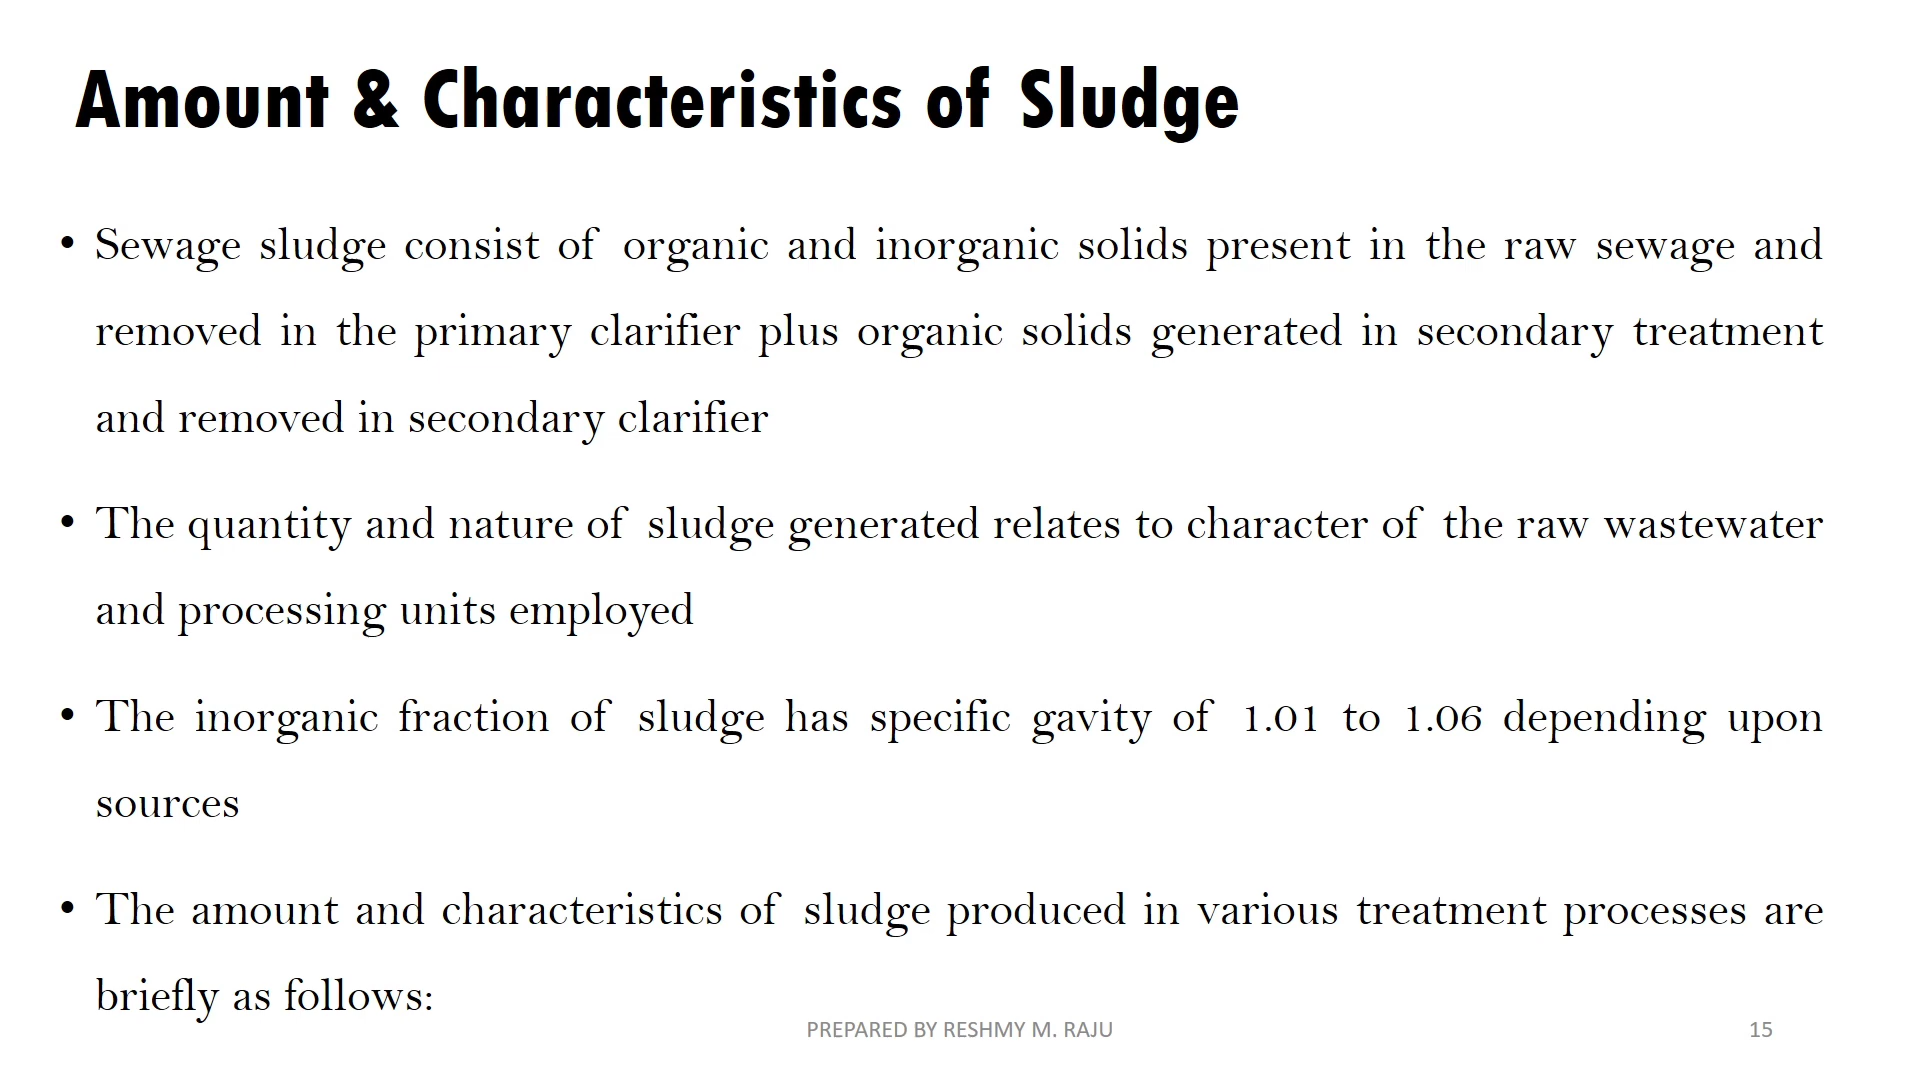 Amount & Characteristics of Sludge
• Sewage sludge consist of organic and inorganic solids present in the raw sewage and
removed in the primary clarifier plus organic solids generated in secondary treatment
and removed in secondary clarifier
• The quantity and nature of sludge generated relates to character of the raw wastewater
and processing units employed
• The inorganic fraction of sludge has specific gavity of 1.01 to 1.06 depending upon
sources
• The amount and characteristics of sludge produced in various treatment processes are
briefly as follows:
PREPARED BY RESHMY M. RAJU
15